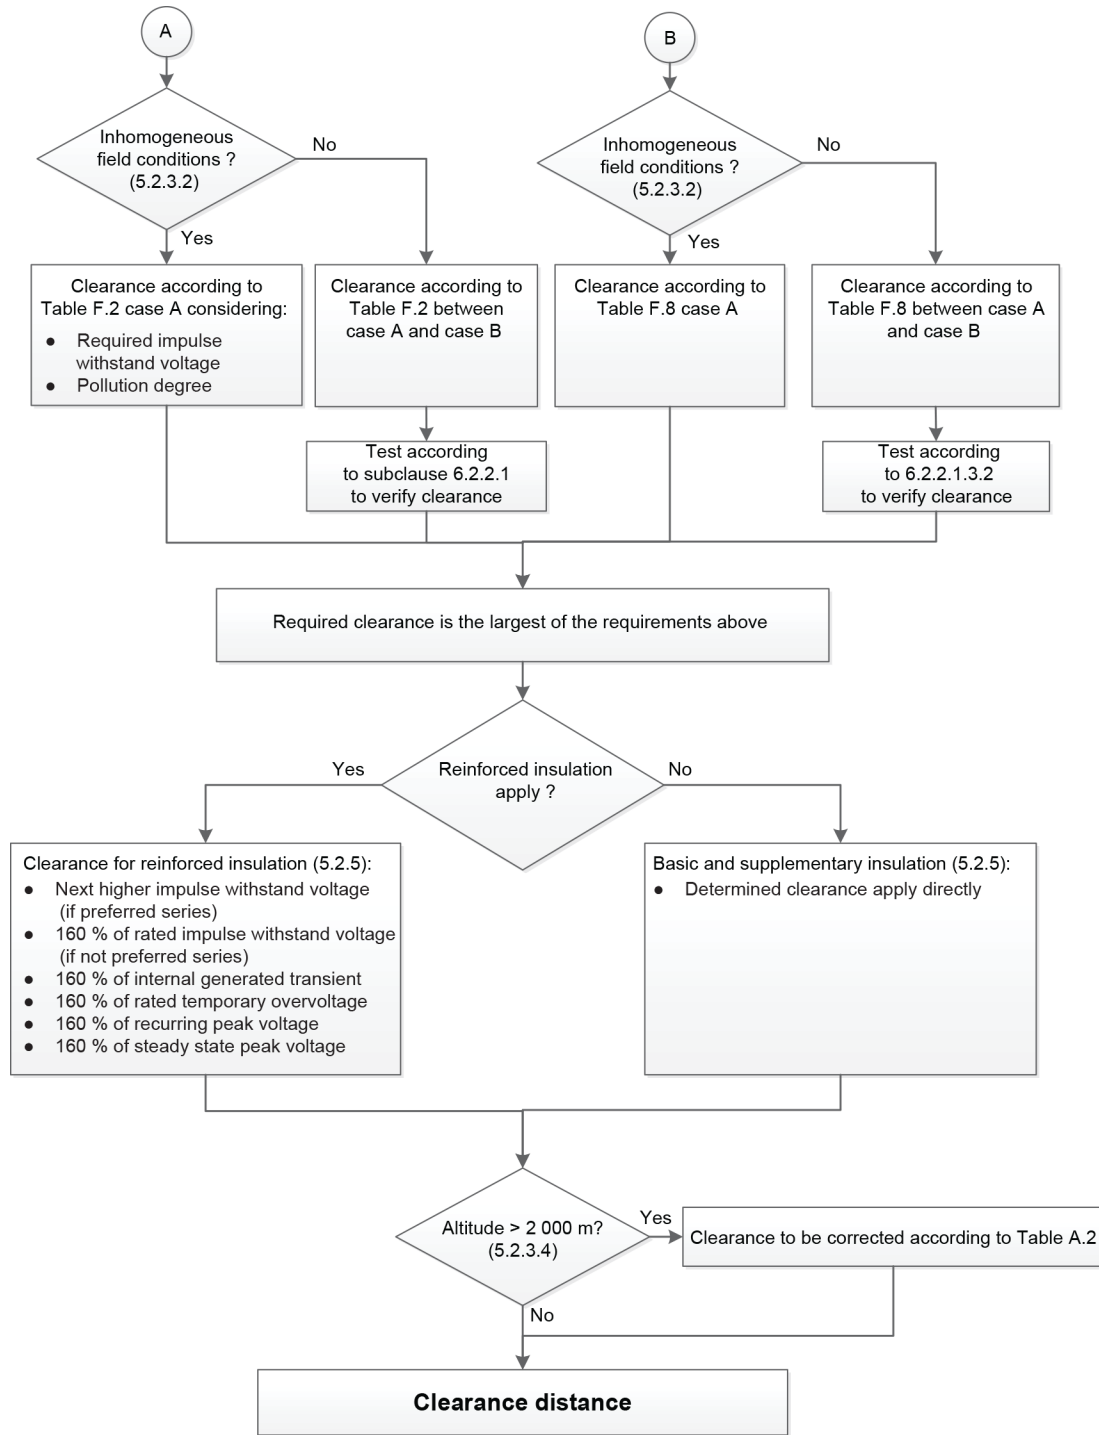 A
B
Inhomogeneous
field conditions ?
(5.2.3.2)
No
Yes
Inhomogeneous
field conditions ?
(5.2.3.2)
No
Yes
Clearance according to
Table F.2 case A considering:
● Required impulse
withstand voltage
● Pollution degree
Clearance according to
Table F.2 between
case A and case B
Clearance according to
Table F.8 case A
Clearance according to
Table F.8 between case A
and case B
Test according
to subclause 6.2.2.1
to verify clearance
Test according
to 6.2.2.1.3.2
to verify clearance
Required clearance is the largest of the requirements above
Yes
Reinforced insulation
apply ?
No
Clearance for reinforced insulation (5.2.5):
● Next higher impulse withstand voltage
(if preferred series)
● 160 % of rated impulse withstand voltage
(if not preferred series)
● 160 % of internal generated transient
● 160 % of rated temporary overvoltage
● 160 % of recurring peak voltage
● 160 % of steady state peak voltage
Basic and supplementary insulation (5.2.5):
● Determined clearance apply directly
Altitude > 2 000 m?
(5.2.3.4)
Yes
Clearance to be corrected according to Table A.2
No
Clearance distance